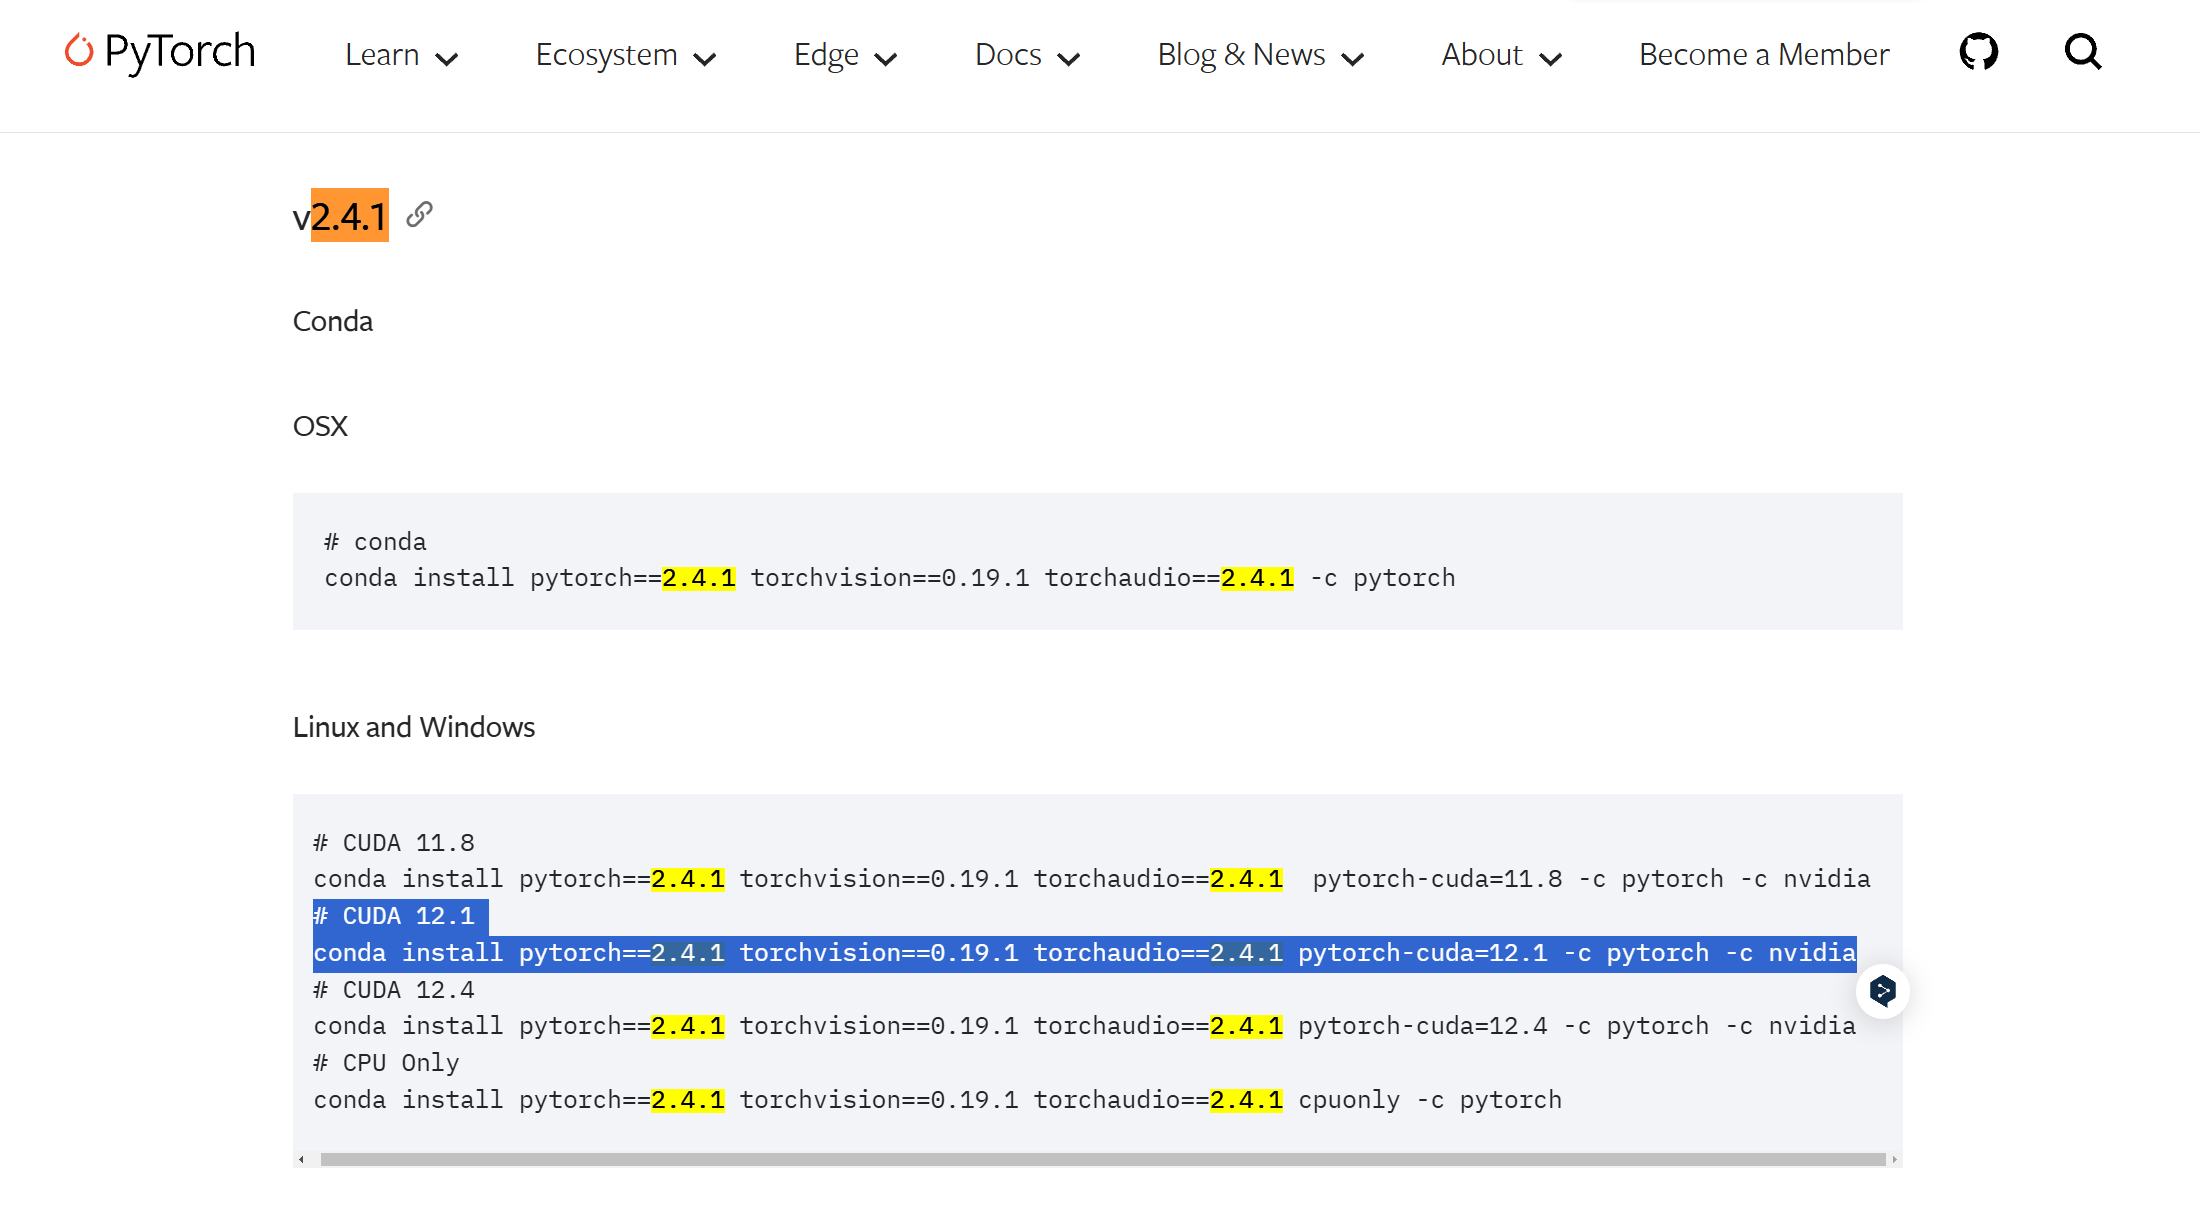 PyTorch
Learn
Ecosystem
Edge
Docs
Blog & News
About
Become a Member
v2.4.1
Conda
OSX
# conda
conda install pytorch==2.4.1 torchvision==0.19.1 torchaudio==2.4.1 -c pytorch
Linux and Windows
# CUDA 11.8
conda install pytorch==2.4.1 torchvision==0.19.1 torchaudio==2.4.1  pytorch-cuda=11.8 -c pytorch -c nvidia
# CUDA 12.1
conda install pytorch==2.4.1 torchvision==0.19.1 torchaudio==2.4.1 pytorch-cuda=12.1 -c pytorch -c nvidia
# CUDA 12.4
conda install pytorch==2.4.1 torchvision==0.19.1 torchaudio==2.4.1 pytorch-cuda=12.4 -c pytorch -c nvidia
# CPU Only
conda install pytorch==2.4.1 torchvision==0.19.1 torchaudio==2.4.1 cpuonly -c pytorch